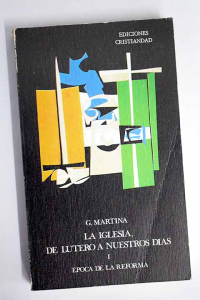 EDICIONES
CRISTIANDAD
G. MARTINA
LA IGLESIA,
DE LUTERO A NUESTROS DIAS
I
EPOCA DE LA REFORMA